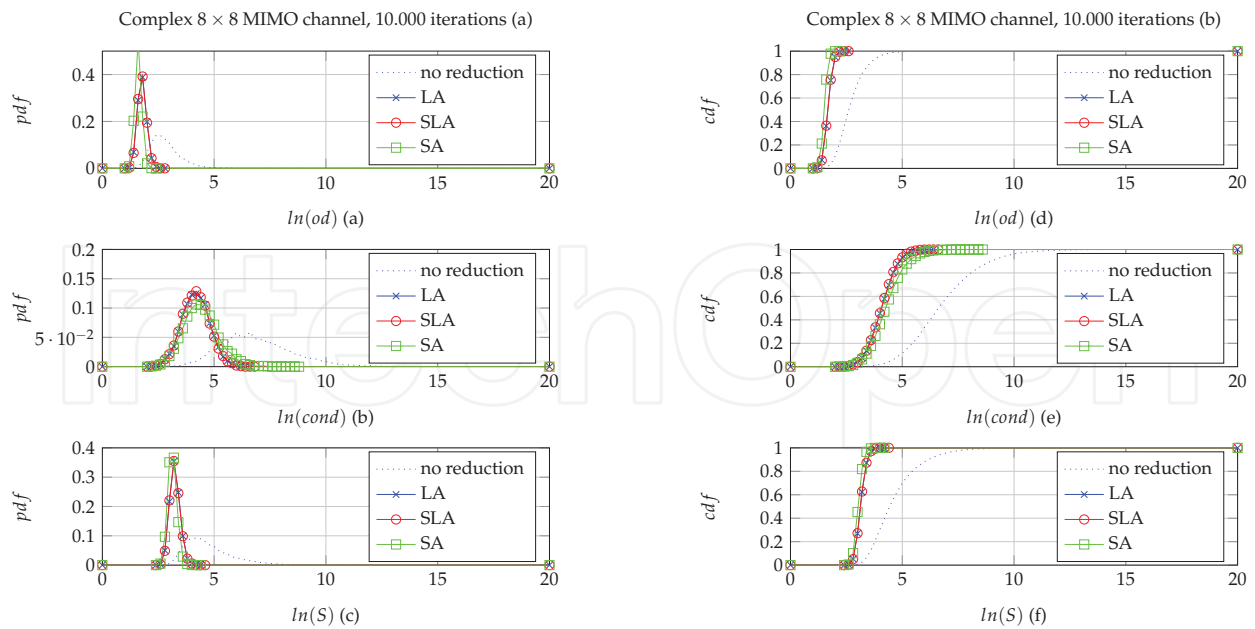 Complex 8 × 8 MIMO channel, 10.000 iterations (a)
pdf
0.4
0.2
0
0 5 10 15 20
no reduction
LA
SLA
SA
ln(od) (a)
pdf
0.2
0.15
0.1
5 · 10⁻²
0
0 5 10 15 20
no reduction
LA
SLA
SA
ln(cond) (b)
pdf
0.4
0.3
0.2
0.1
0
0 5 10 15 20
no reduction
LA
SLA
SA
ln(S) (c)
Complex 8 × 8 MIMO channel, 10.000 iterations (b)
cdf
1
0.8
0.6
0.4
0.2
0
0 5 10 15 20
no reduction
LA
SLA
SA
ln(od) (d)
cdf
1
0.8
0.6
0.4
0.2
0
0 5 10 15 20
no reduction
LA
SLA
SA
ln(cond) (e)
cdf
1
0.8
0.6
0.4
0.2
0
0 5 10 15 20
no reduction
LA
SLA
SA
ln(S) (f)
IntechOpen